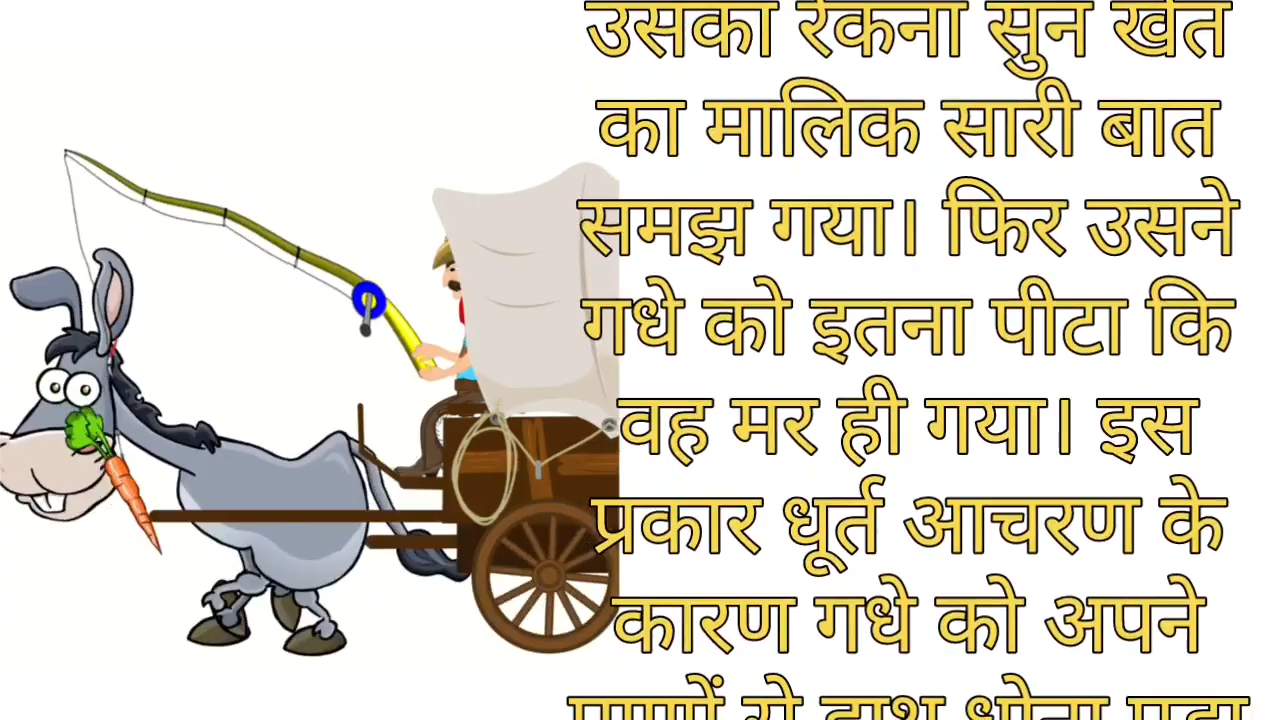 उसका रेंकना सुन खेत
का मालिक सारी बात
समझ गया। फिर उसने
गधे को इतना पीटा कि
वह मर ही गया। इस
प्रकार धूर्त आचरण के
कारण गधे को अपने